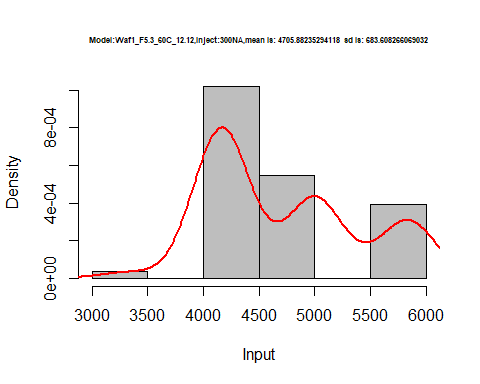 Model:Waf1_F5.3_60C_12.12,Inject:300NA,mean is: 4705.88235294118 sd is: 683.608266069032
Density
8e-04
4e-04
0e+00
3000 3500 4000 4500 5000 5500 6000
Input